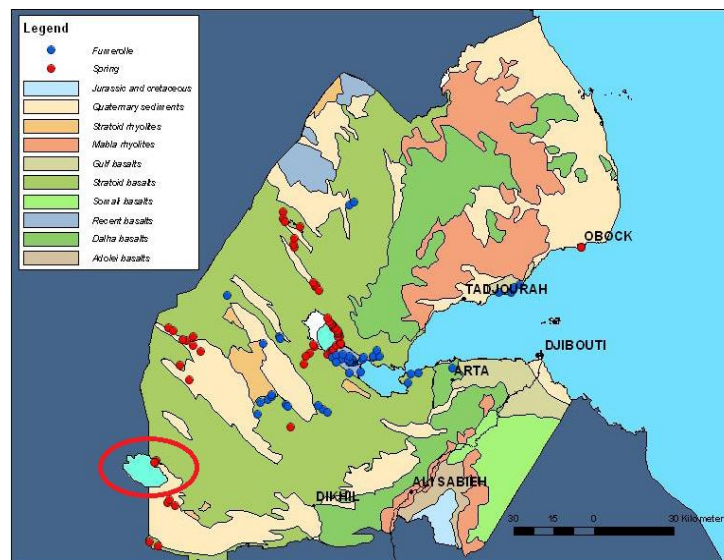 Legend
Fumerolle
Spring
Jurassic and cretaceous
Quaternary sediments
Stratoid rhyolites
Mabla rhyolites
Gulf basalts
Stratoid basalts
Somali basalts
Recent basalts
Dalha basalts
Adolei basalts
OBOCK
TADJOURAH
DJIBOUTI
ARTA
ALI SABIEH
DIKHIL
30 15 0 30 Kilometer